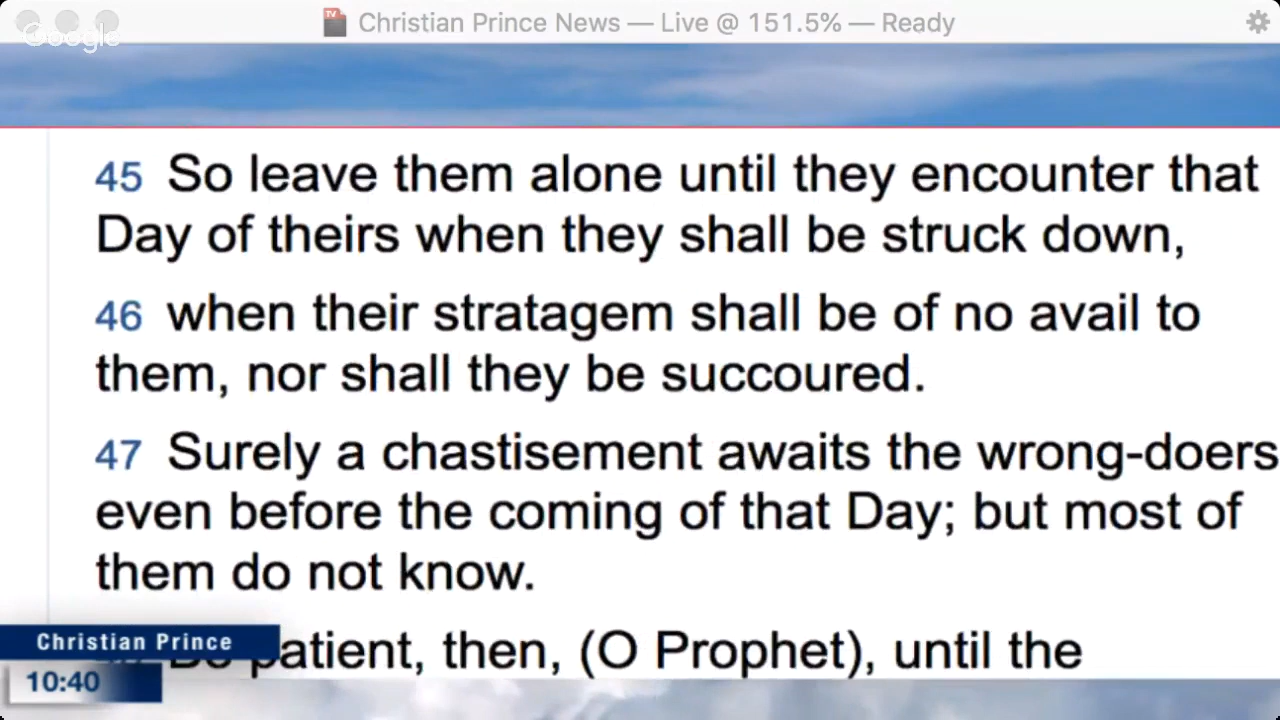 Christian Prince News — Live @ 151.5% — Ready
Google
45 So leave them alone until they encounter that
Day of theirs when they shall be struck down,
46 when their stratagem shall be of no avail to
them, nor shall they be succoured.
47 Surely a chastisement awaits the wrong-doers
even before the coming of that Day; but most of
them do not know.
patient, then, (O Prophet), until the
Christian Prince
10:40